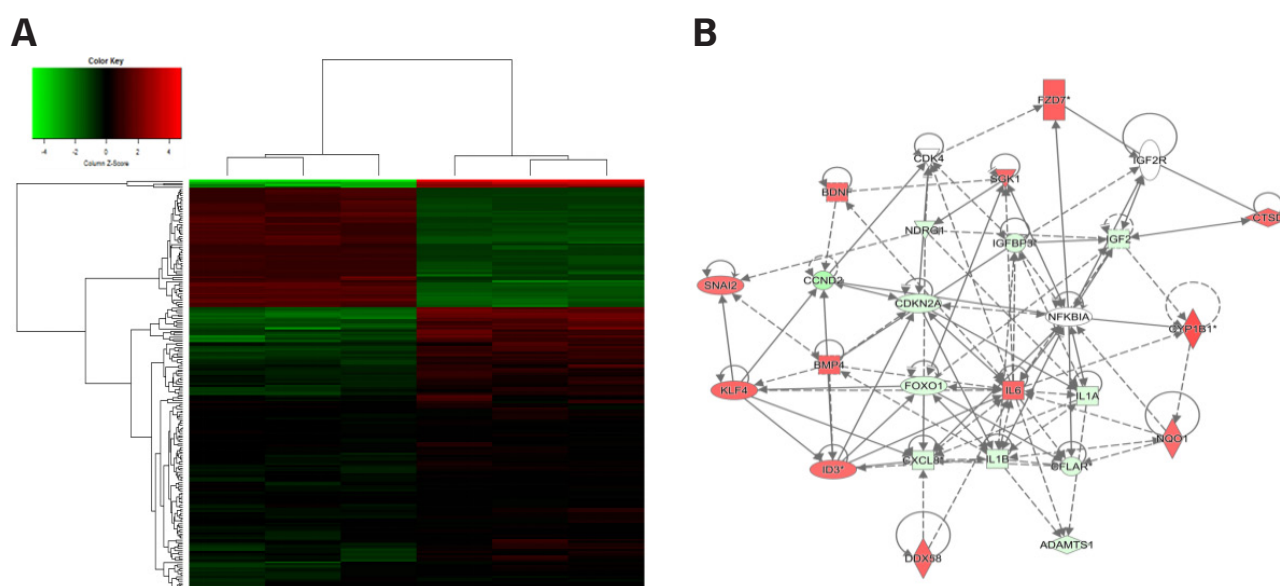 A
B
Color Key
-4 -2 0 2 4
Column Z-Score
FZD7*
CDK4
IGF2R
SGK1
BDNF
CTSD
NDRG1
IGFBP3
IGF2
SNAI2
CCND2
CDKN2A
NFKBIA
CYP1B1*
BMP4
KLF4
FOXO1
IL6
IL1A
NQO1
ID3*
IL1B
CFLAR
ADAMTS1
DDX58